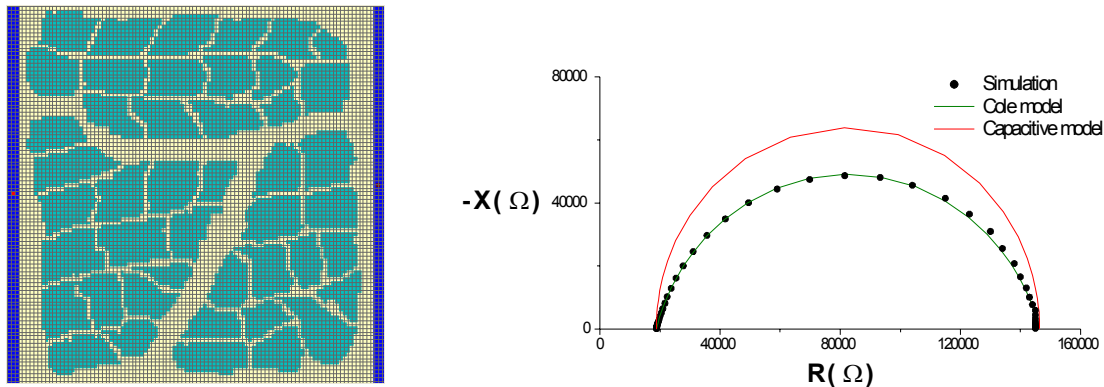 80000
40000
0
-X( Ω)
Simulation
Cole model
Capacitive model
0 40000 80000 120000 160000
R( Ω)